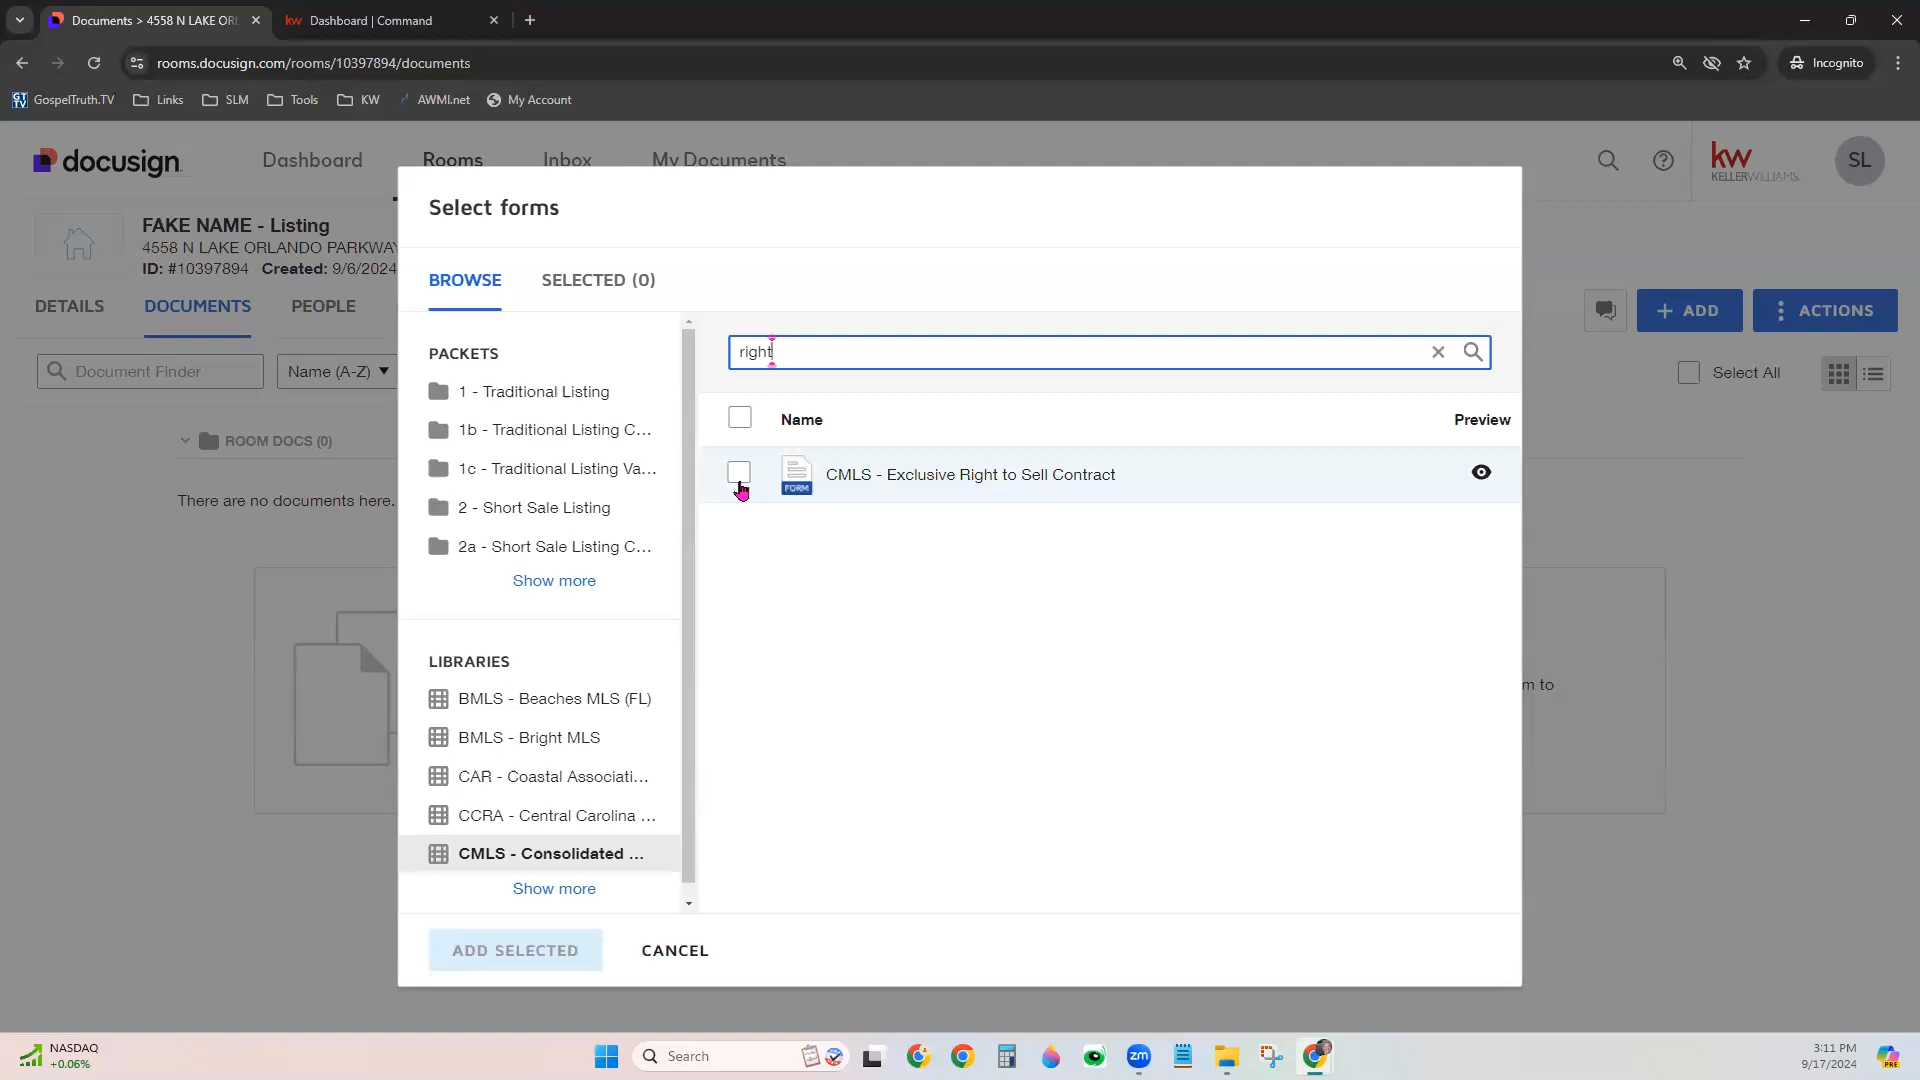 Documents > 4558 N LAKE ORL
kw Dashboard | Command
rooms.docusign.com/rooms/10397894/documents
Incognito
GTTV GospelTruth.TV Links SLM Tools KW AWMI.net My Account
docusign Dashboard Rooms Inbox My Documents
kw KELLERWILLIAMS. SL
FAKE NAME - Listing
4558 N LAKE ORLANDO PARKWAY
ID: #10397894 Created: 9/6/2024
DETAILS DOCUMENTS PEOPLE
ADD ACTIONS
Document Finder Name (A-Z) Select All
ROOM DOCS (0)
There are no documents here.
m to
Select forms
BROWSE SELECTED (0)
PACKETS
1 - Traditional Listing
1b - Traditional Listing C...
1c - Traditional Listing Va...
2 - Short Sale Listing
2a - Short Sale Listing C...
Show more
LIBRARIES
BMLS - Beaches MLS (FL)
BMLS - Bright MLS
CAR - Coastal Associati...
CCRA - Central Carolina ...
CMLS - Consolidated ...
Show more
right
Name Preview
FORM CMLS - Exclusive Right to Sell Contract
ADD SELECTED CANCEL
NASDAQ
+0.06%
Search
zm
3:11 PM
9/17/2024
PRE